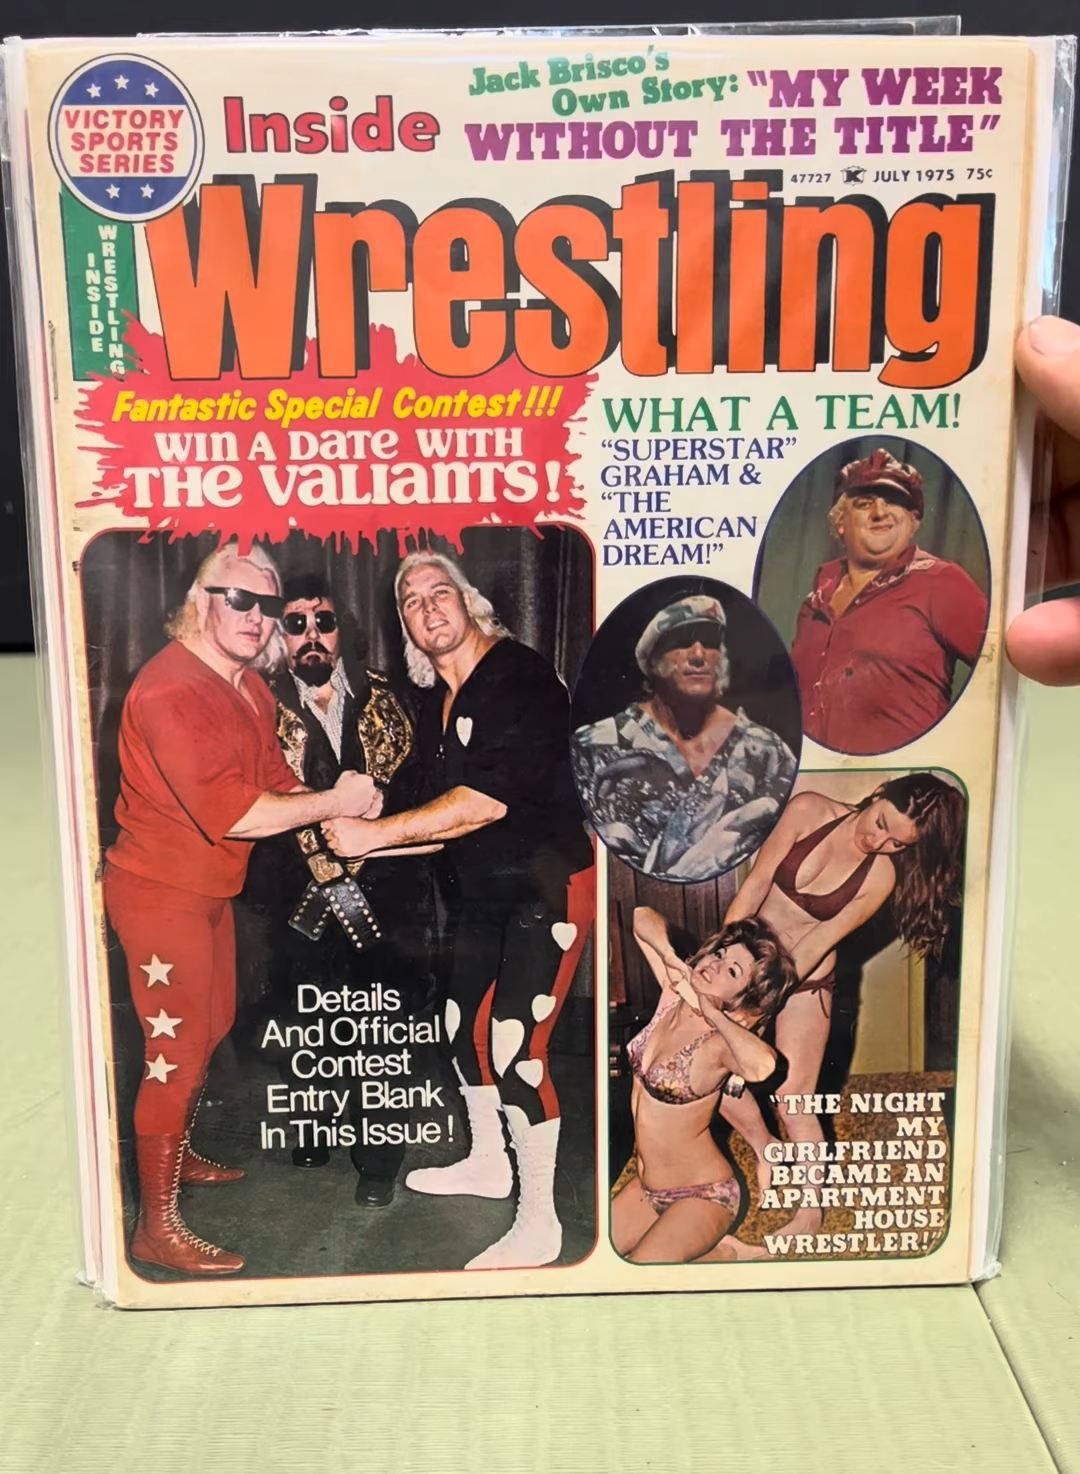 VICTORY
SPORTS
SERIES
Inside
Jack Brisco's
Own Story: "MY WEEK
WITHOUT THE TITLE"
47727 K JULY 1975 75¢
Wrestling
INSIDE
WRESTLING
Fantastic Special Contest!!!
WIN A DATE WITH
THE VALIANTS!
WHAT A TEAM!
"SUPERSTAR"
GRAHAM &
"THE
AMERICAN
DREAM!"
Details
And Official
Contest
Entry Blank
In This Issue!
"THE NIGHT
MY
GIRLFRIEND
BECAME AN
APARTMENT
HOUSE
WRESTLER!"